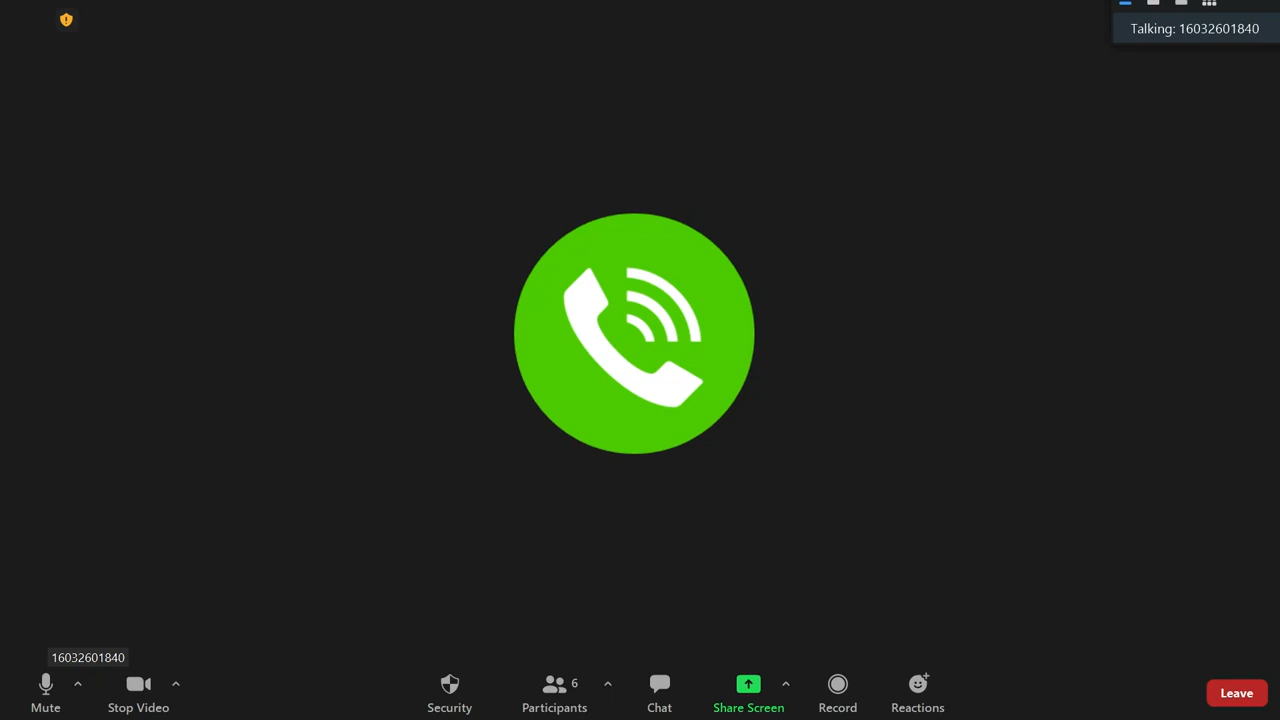 Talking: 16032601840
16032601840
Mute
Stop Video
Security
6
Participants
Chat
Share Screen
Record
Reactions
Leave